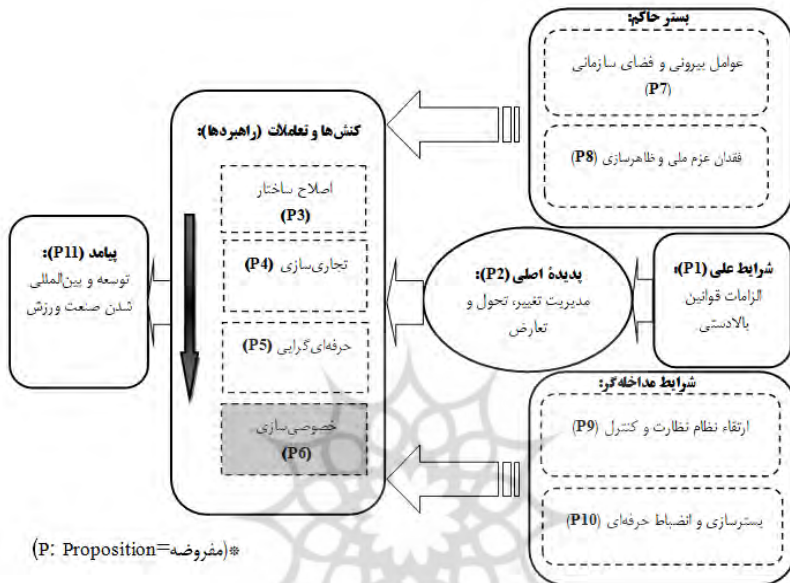 بستر حاکم:
عوامل بیرونی و فضای سازمانی
(P7)
فقدان عزم ملی و ظاهرسازی (P8)
شرایط علی (P1):
الزامات قوانین
بالادستی
پدیدهٔ اصلی (P2):
مدیریت تغییر، تحول و
تعارض
شرایط مداخله‌گر:
ارتقاء نظام نظارت و کنترل (P9)
بسترسازی و انضباط حرفه‌ای (P10)
کنش‌ها و تعاملات (راهبردها):
اصلاح ساختار
(P3)
تجاری‌سازی (P4)
حرفه‌ای‌گرایی (P5)
خصوصی‌سازی
(P6)
پیامد (P11):
توسعه و بین‌المللی
شدن صنعت ورزش
*(مفروضه=P: Proposition)